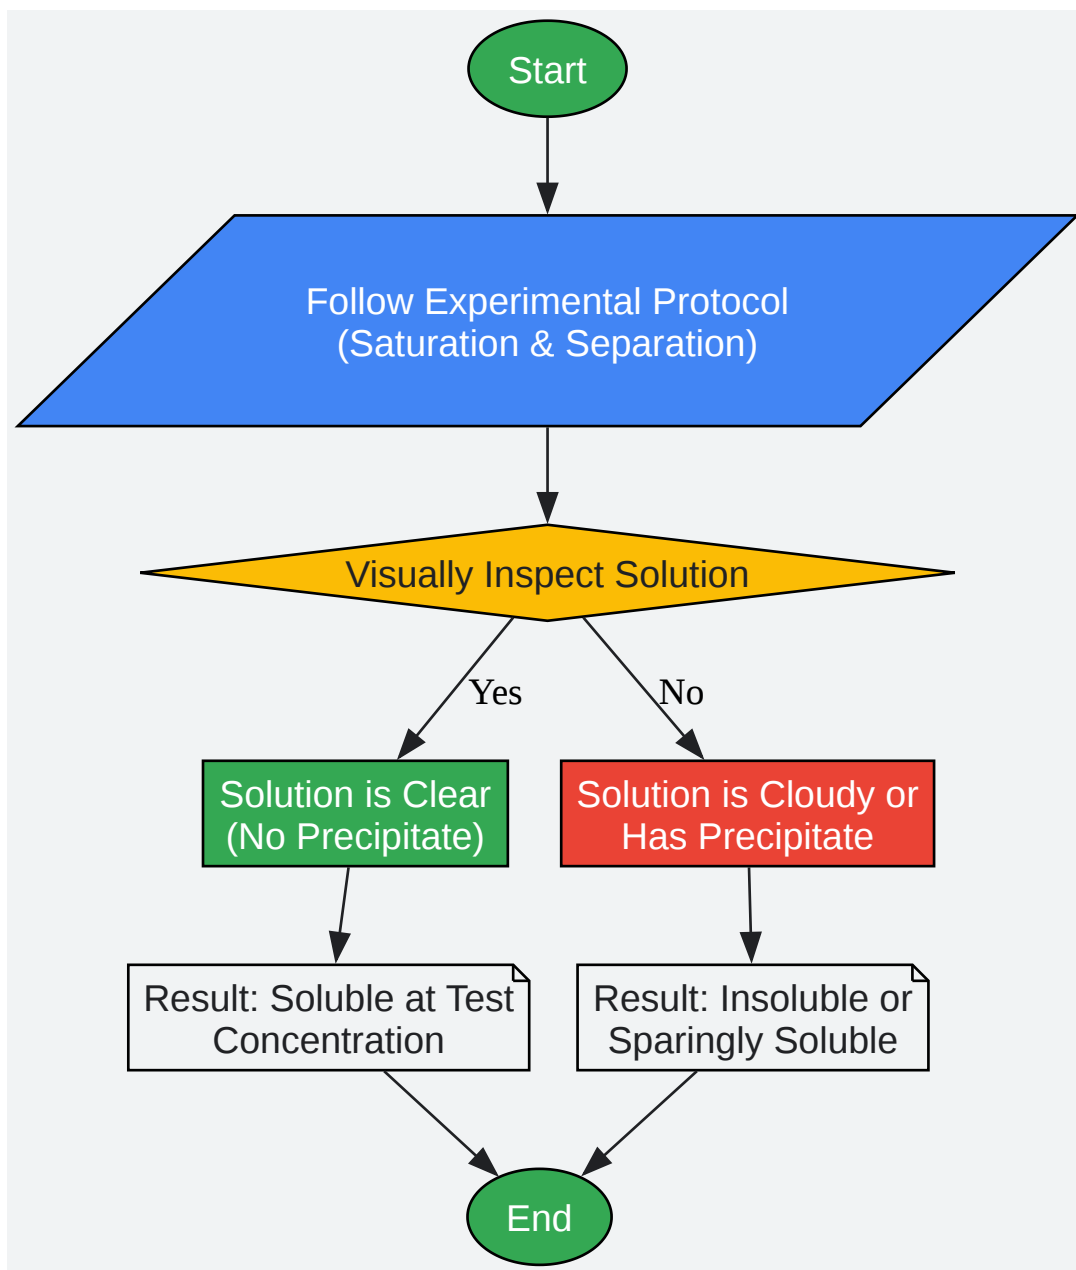 Start
Follow Experimental Protocol
(Saturation & Separation)
Visually Inspect Solution
Yes
No
Solution is Clear
(No Precipitate)
Solution is Cloudy or
Has Precipitate
Result: Soluble at Test
Concentration
Result: Insoluble or
Sparingly Soluble
End